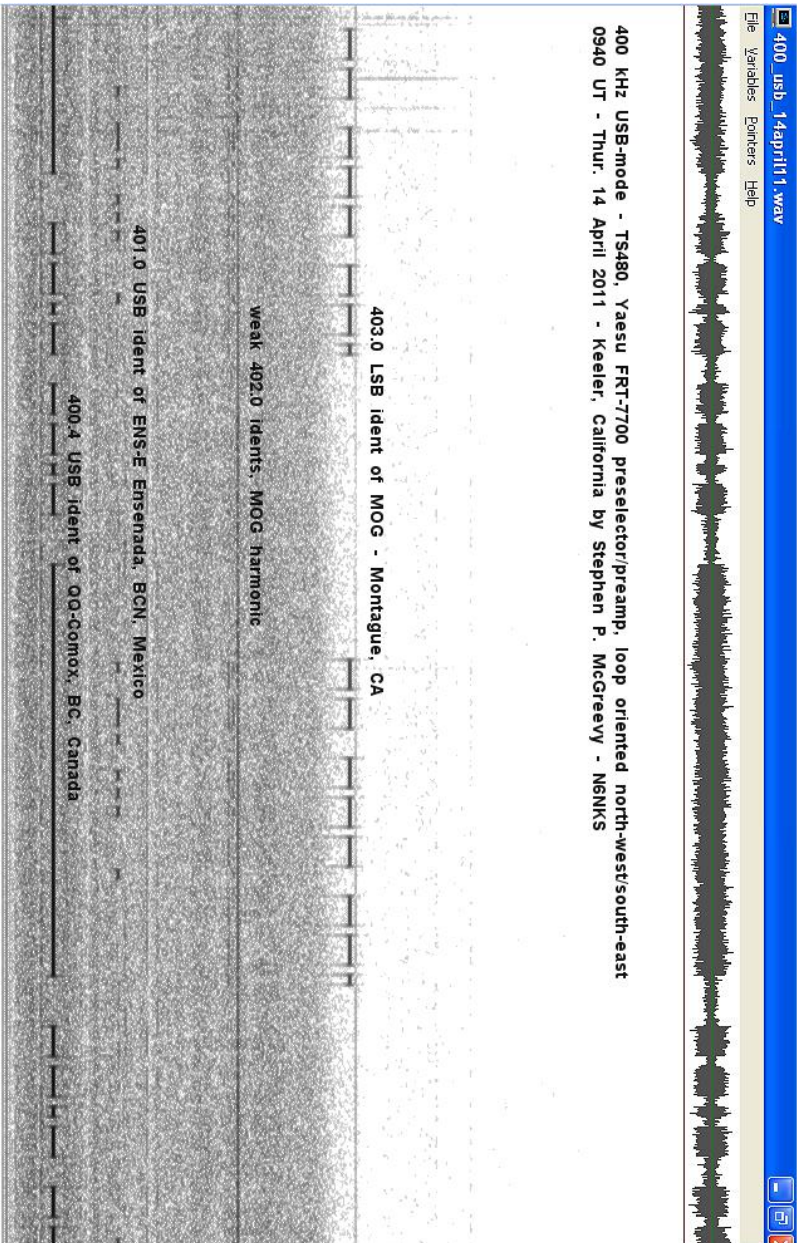 400_usb_14april11.wav
File Variables Pointers Help
400 kHz USB-mode - TS480, Yaesu FRT-7700 preselector/preamp, loop oriented north-west/south-east
0940 UT - Thur. 14 April 2011 - Keeler, California by Stephen P. McGreevy - N6NKS
403.0 LSB ident of MOG - Montague, CA
weak 402.0 idents, MOG harmonic
401.0 USB ident of ENS-E Ensenada, BCN, Mexico
400.4 USB ident of QQ-Comox, BC, Canada